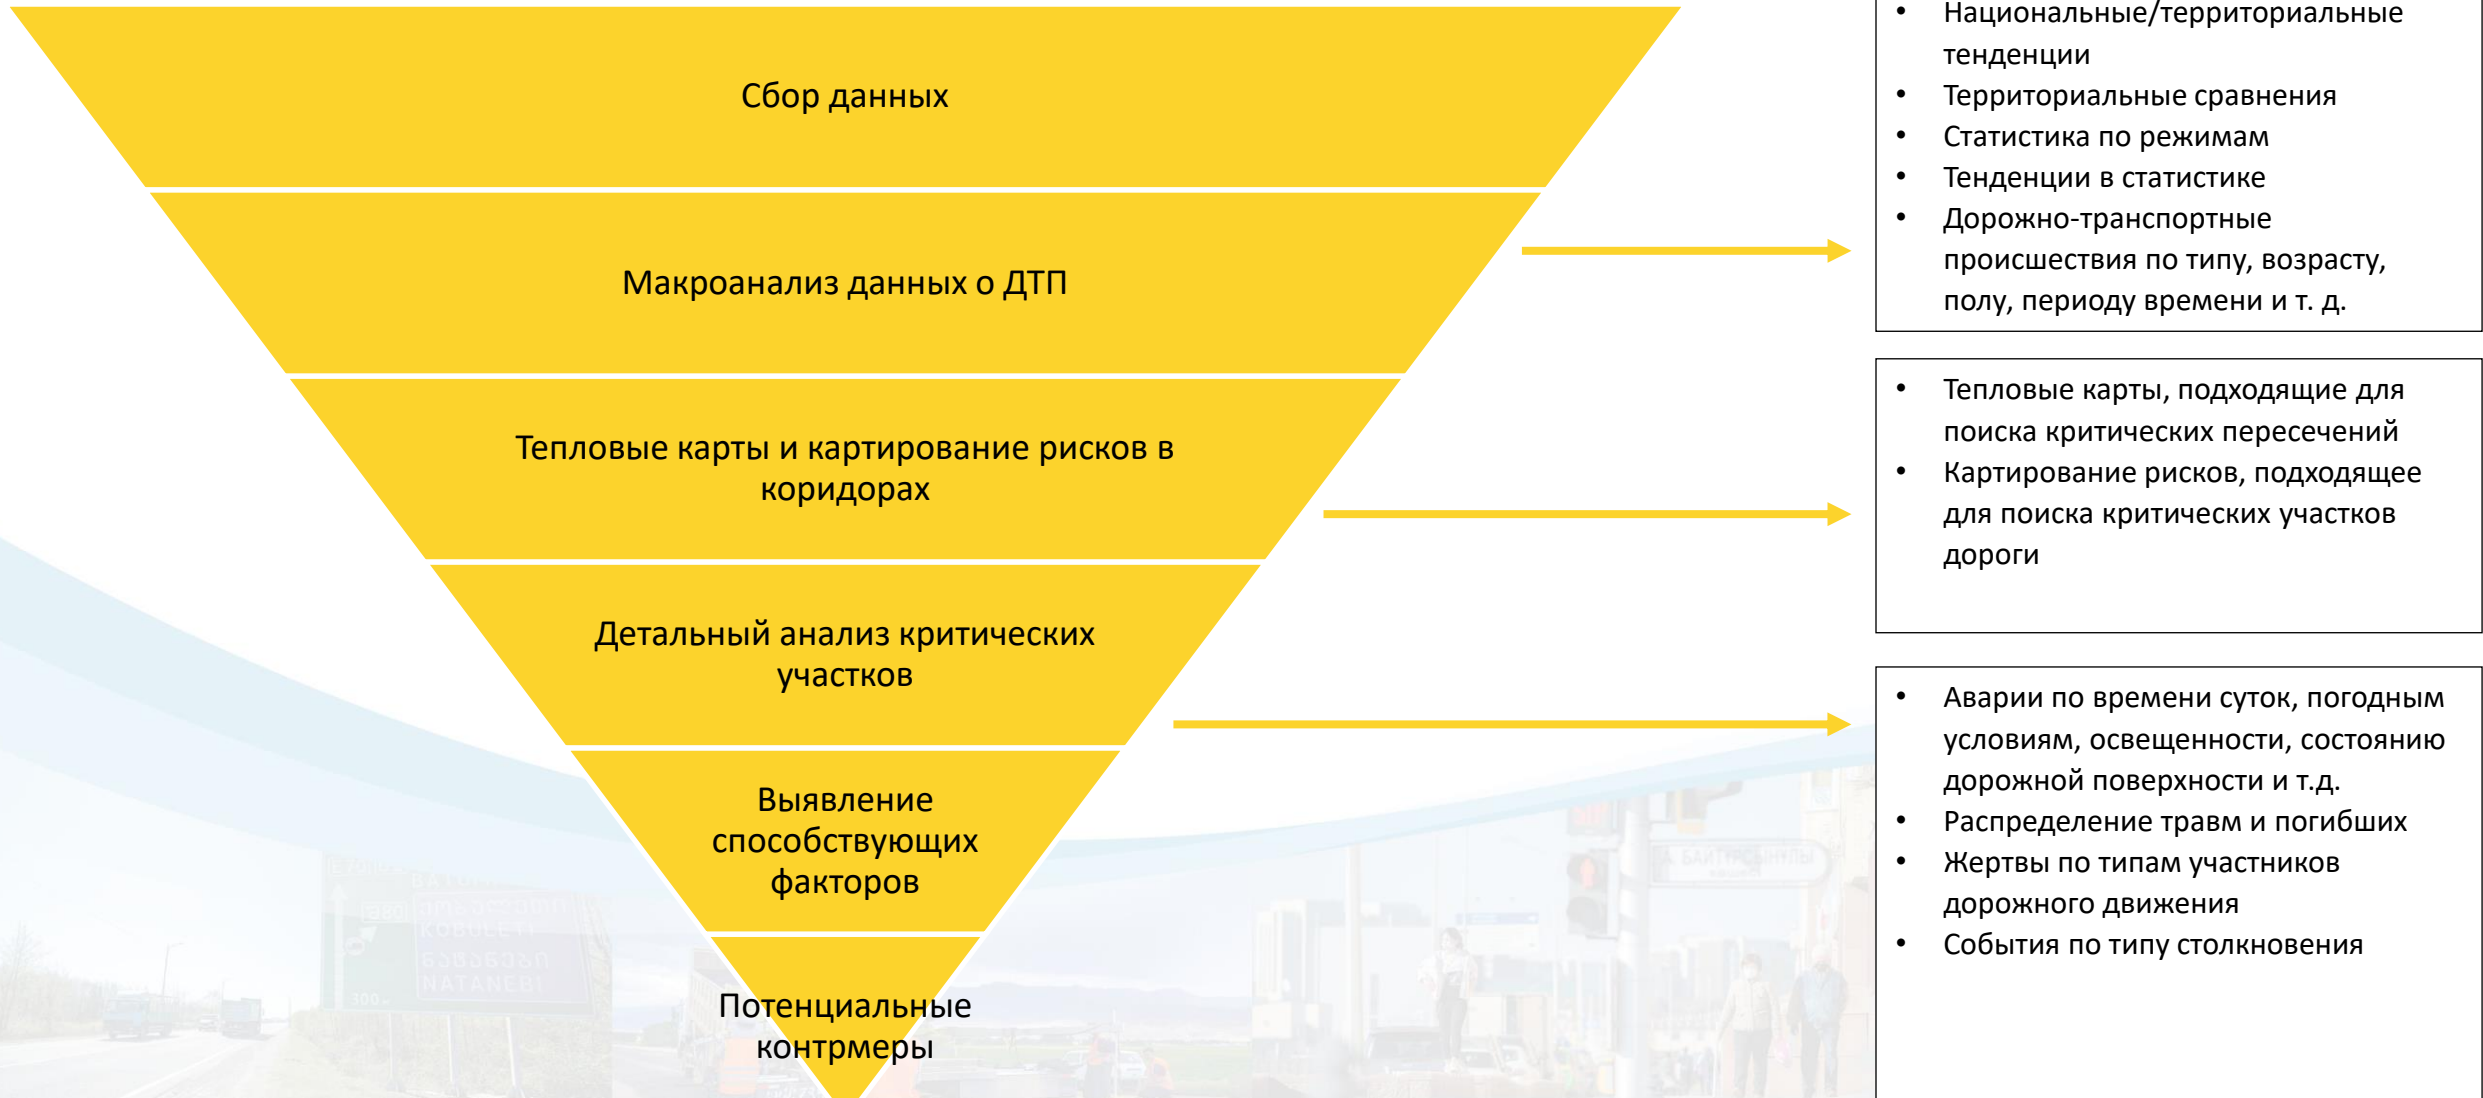 Сбор данных
Макроанализ данных о ДТП
Тепловые карты и картирование рисков в
коридорах
Детальный анализ критических
участков
Выявление
способствующих
факторов
Потенциальные
контрмеры
• Национальные/территориальные
тенденции
• Территориальные сравнения
• Статистика по режимам
• Тенденции в статистике
• Дорожно-транспортные
происшествия по типу, возрасту,
полу, периоду времени и т. д.
• Тепловые карты, подходящие для
поиска критических пересечений
• Картирование рисков, подходящее
для поиска критических участков
дороги
• Аварии по времени суток, погодным
условиям, освещенности, состоянию
дорожной поверхности и т.д.
• Распределение травм и погибших
• Жертвы по типам участников
дорожного движения
• События по типу столкновения
KOBULETI
NATANEBI
300